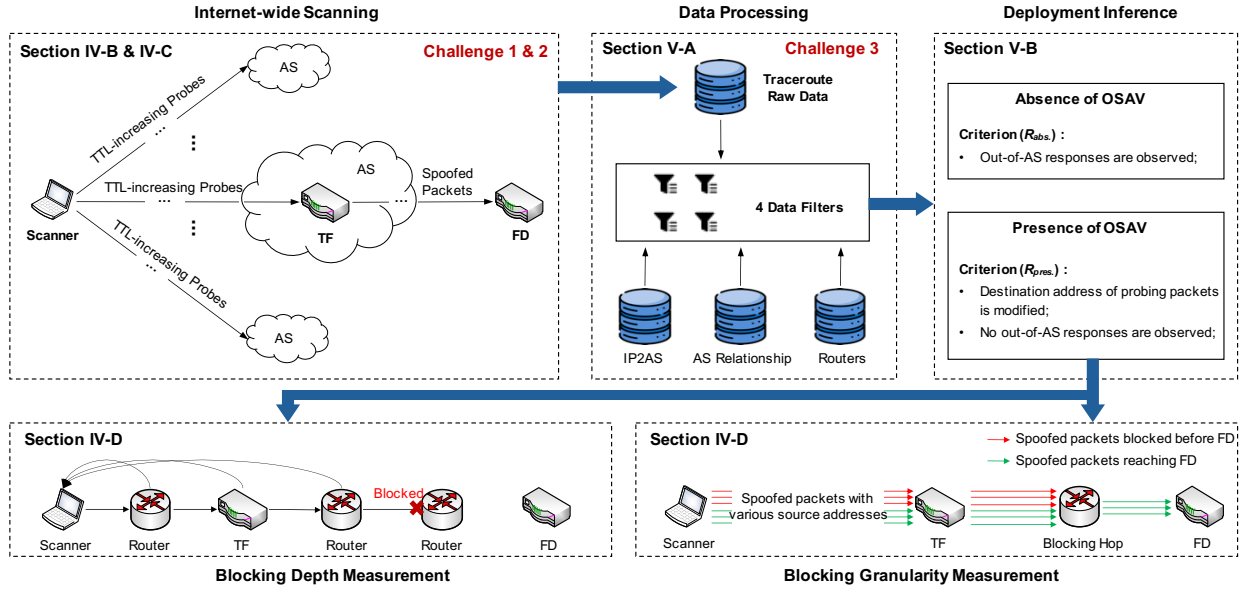 Internet-wide Scanning
Section IV-B & IV-C
Challenge 1 & 2
AS
TTL-increasing Probes
...
...
AS
TTL-increasing Probes
...
Spoofed
Packets
...
Scanner
TF
FD
...
TTL-increasing Probes
...
AS
Data Processing
Section V-A
Challenge 3
Traceroute
Raw Data
4 Data Filters
IP2AS
AS Relationship
Routers
Deployment Inference
Section V-B
Absence of OSAV
Criterion (Rabs.) :
• Out-of-AS responses are observed;
Presence of OSAV
Criterion (Rpres.) :
• Destination address of probing packets
is modified;
• No out-of-AS responses are observed;
Section IV-D
Blocked
Scanner
Router
TF
Router
Router
FD
Blocking Depth Measurement
Section IV-D
Spoofed packets blocked before FD
Spoofed packets reaching FD
Spoofed packets with
various source addresses
Scanner
TF
Blocking Hop
FD
Blocking Granularity Measurement